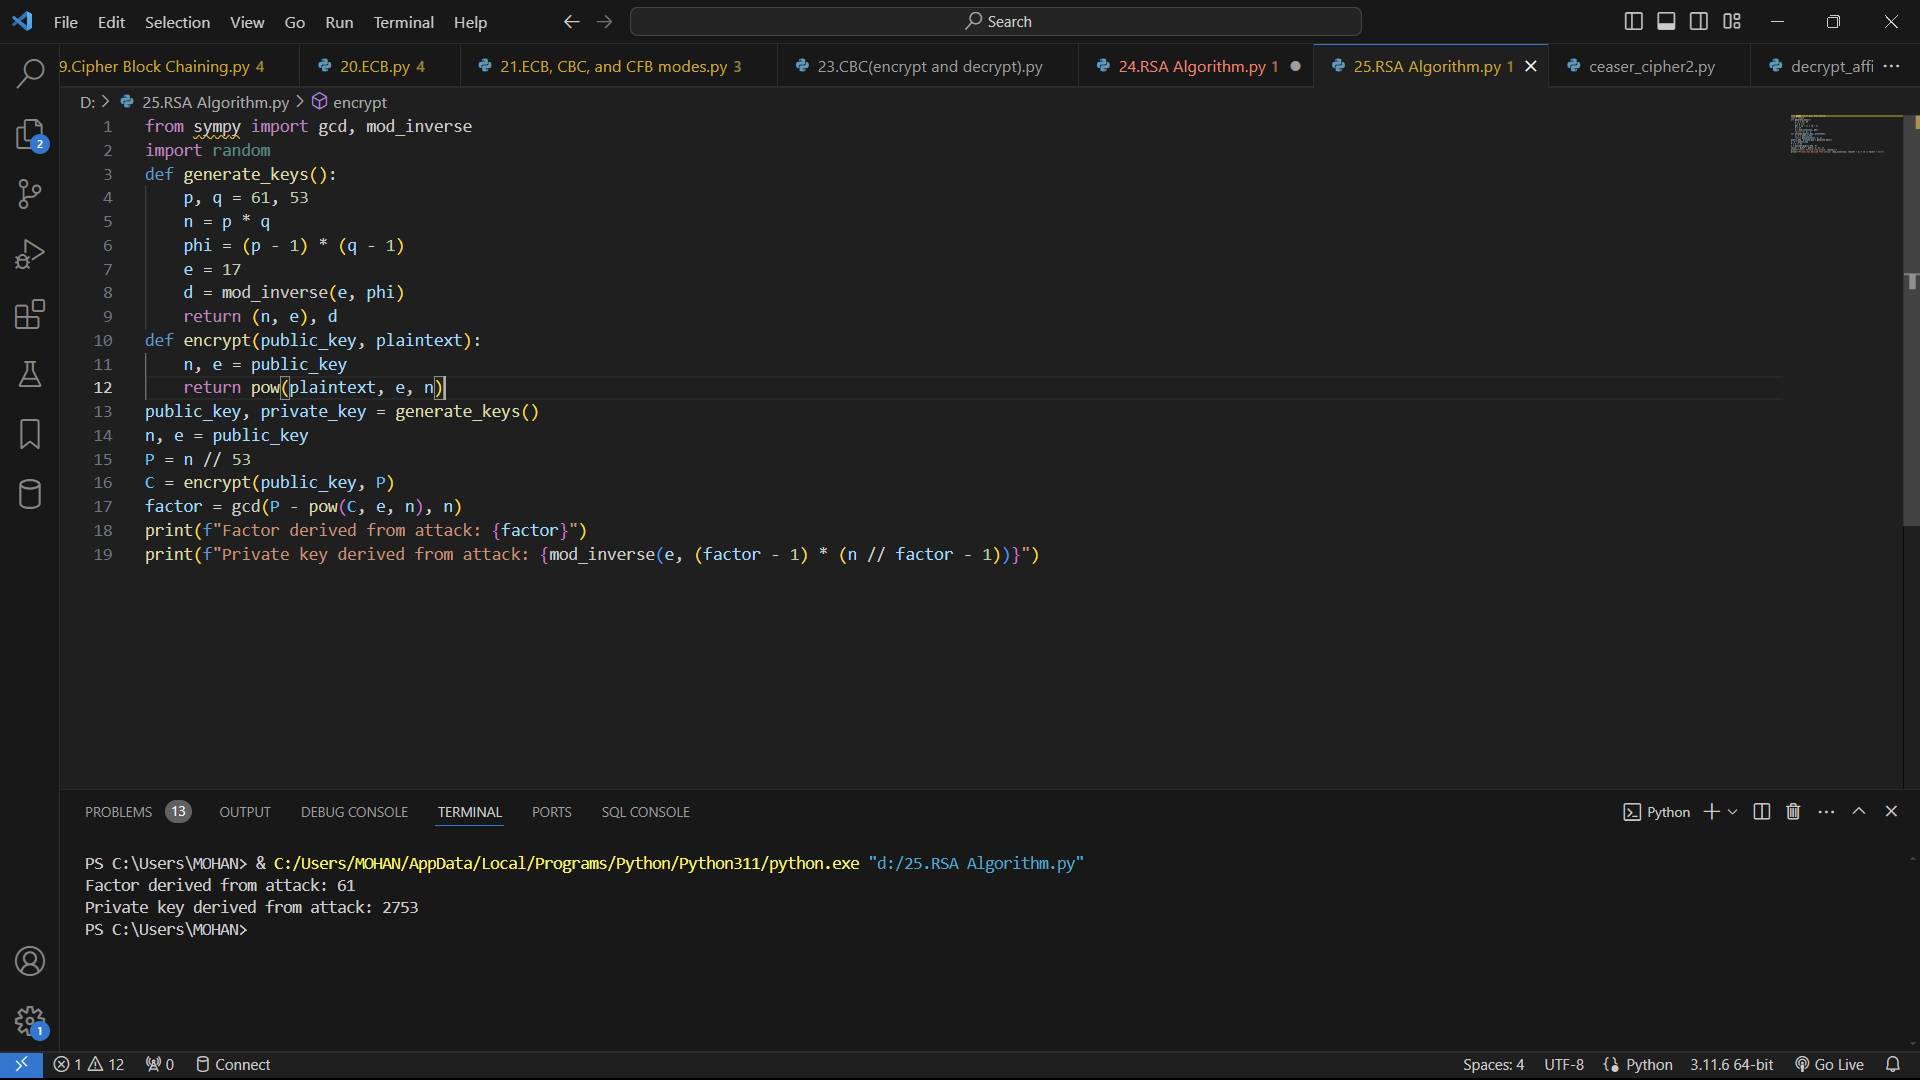 File Edit Selection View Go Run Terminal Help Search
9.Cipher Block Chaining.py 4 20.ECB.py 4 21.ECB, CBC, and CFB modes.py 3 23.CBC(encrypt and decrypt).py 24.RSA Algorithm.py 1 25.RSA Algorithm.py 1 ceaser_cipher2.py decrypt_affi
D: > 25.RSA Algorithm.py > encrypt
1 from sympy import gcd, mod_inverse
2 import random
3 def generate_keys():
4     p, q = 61, 53
5     n = p * q
6     phi = (p - 1) * (q - 1)
7     e = 17
8     d = mod_inverse(e, phi)
9     return (n, e), d
10 def encrypt(public_key, plaintext):
11     n, e = public_key
12     return pow(plaintext, e, n)
13 public_key, private_key = generate_keys()
14 n, e = public_key
15 P = n // 53
16 C = encrypt(public_key, P)
17 factor = gcd(P - pow(C, e, n), n)
18 print(f"Factor derived from attack: {factor}")
19 print(f"Private key derived from attack: {mod_inverse(e, (factor - 1) * (n // factor - 1))}")
2
PROBLEMS 13 OUTPUT DEBUG CONSOLE TERMINAL PORTS SQL CONSOLE Python
PS C:\Users\MOHAN> & C:/Users/MOHAN/AppData/Local/Programs/Python/Python311/python.exe "d:/25.RSA Algorithm.py"
Factor derived from attack: 61
Private key derived from attack: 2753
PS C:\Users\MOHAN>
1
1 12 0 Connect Spaces: 4 UTF-8 Python 3.11.6 64-bit Go Live